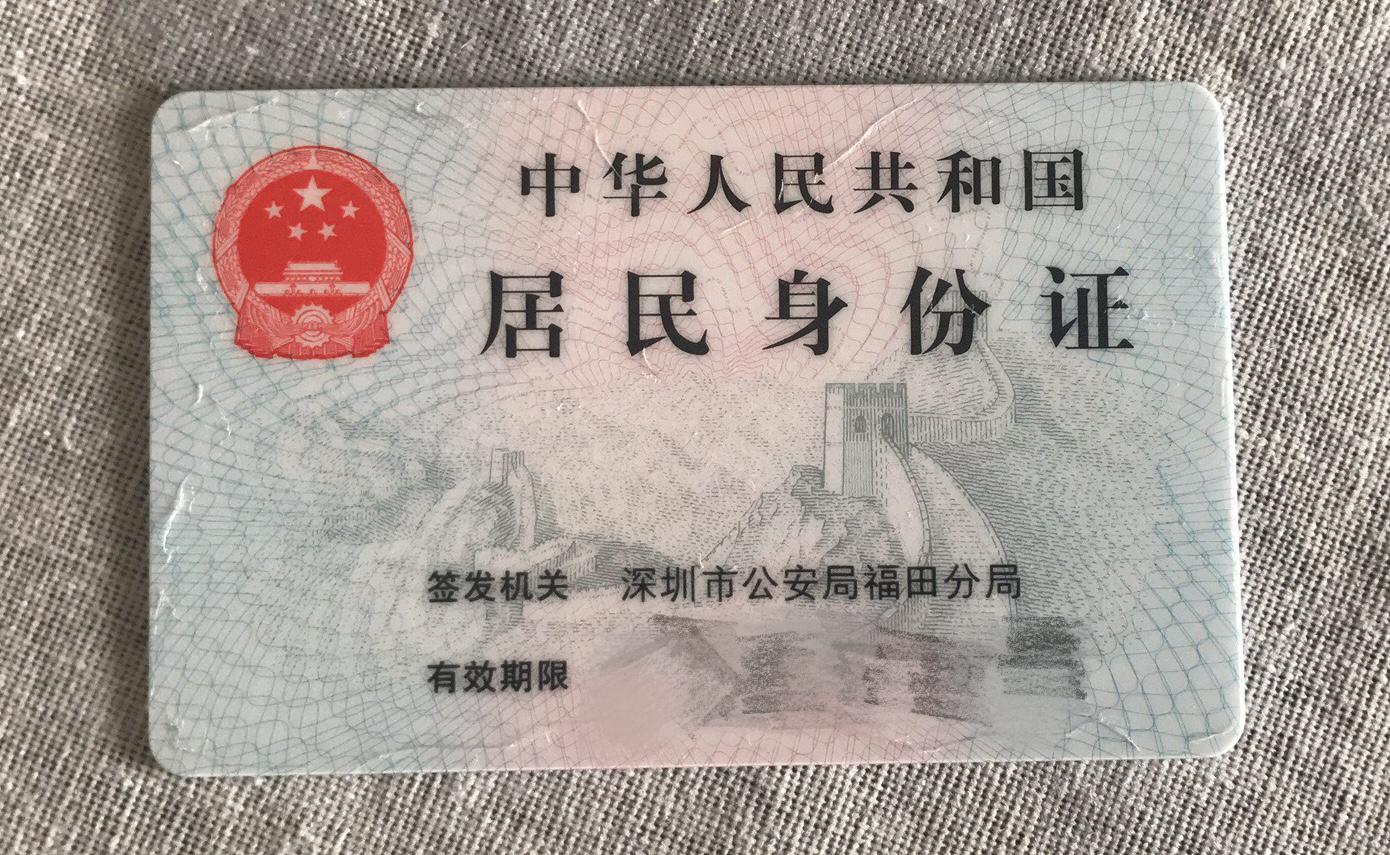 中华人民共和国
居民身份证
签发机关 深圳市公安局福田分局
有效期限